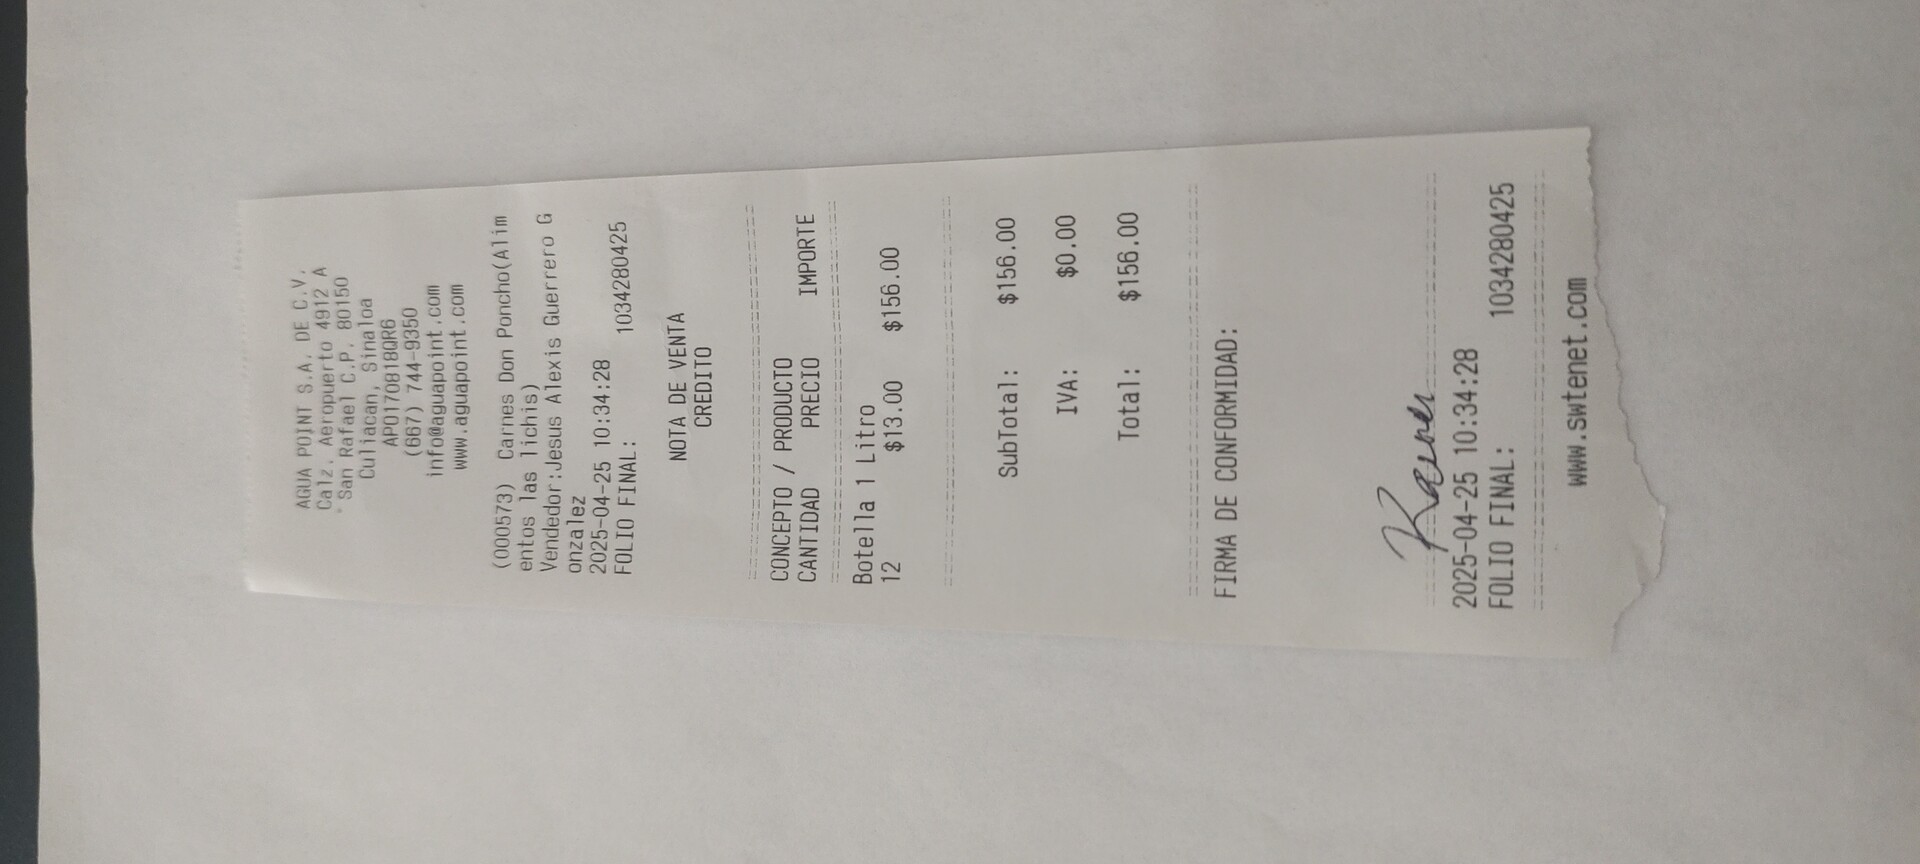 AGUA POINT S.A. DE C.V.
Calz. Aeropuerto 4912 A
San Rafael C.P. 80150
Culiacan, Sinaloa
APO170818QR6
(667) 744-9350
info@aguapoint.com
www.aguapoint.com
(000573) Carnes Don Poncho(Alim
entos las lichis)
Vendedor:Jesus Alexis Guerrero G
onzalez
2025-04-25 10:34:28
FOLIO FINAL: 1034280425
NOTA DE VENTA
CREDITO
CONCEPTO / PRODUCTO
CANTIDAD PRECIO IMPORTE
Botella 1 Litro
12 $13.00 $156.00
SubTotal: $156.00
IVA: $0.00
Total: $156.00
FIRMA DE CONFORMIDAD:
2025-04-25 10:34:28
FOLIO FINAL: 1034280425
www.swtenet.com